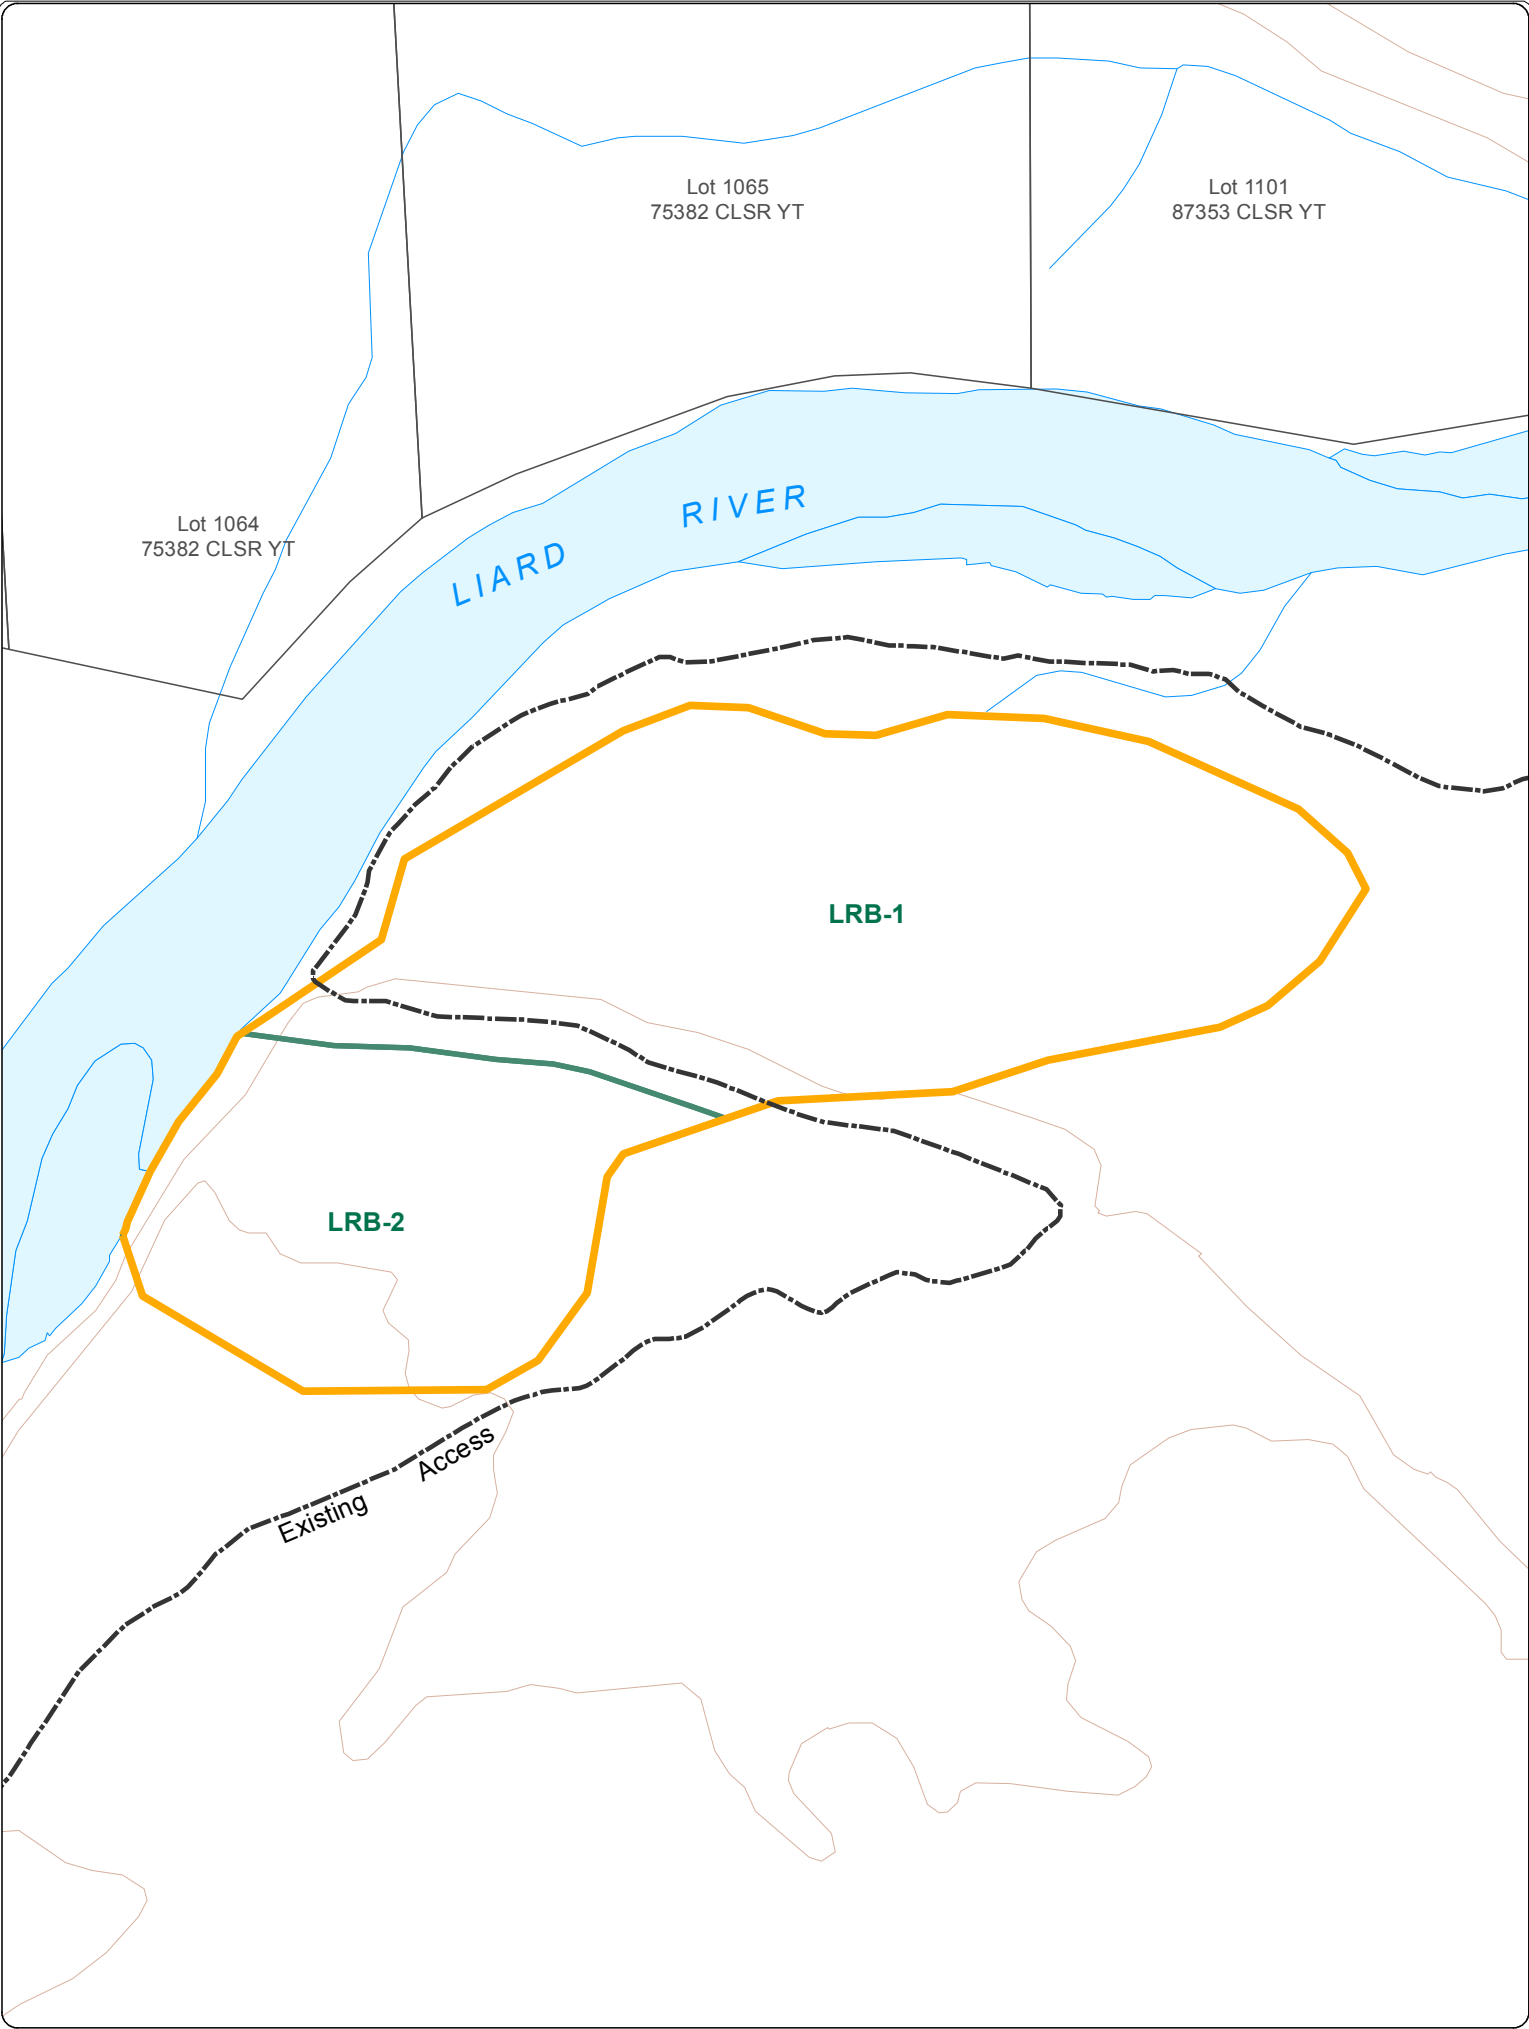 Lot 1065
75382 CLSR YT
Lot 1101
87353 CLSR YT
Lot 1064
75382 CLSR YT
LIARD RIVER
LRB-1
LRB-2
Existing Access